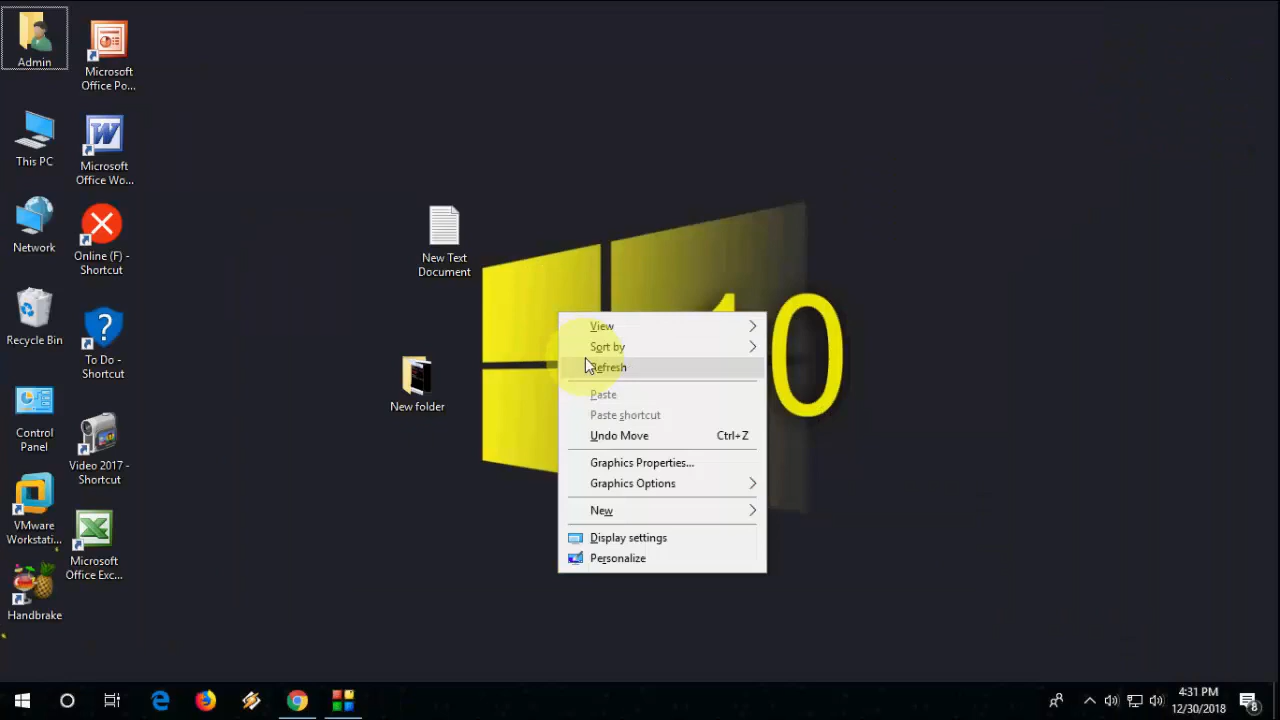 Admin
Microsoft
Office Po...
This PC
Microsoft
Office Wo...
Network
Online (F) -
Shortcut
Recycle Bin
To Do -
Shortcut
Control
Panel
Video 2017 -
Shortcut
VMware
Workstati...
Microsoft
Office Exc...
Handbrake
New Text
Document
New folder
10
View
Sort by
Refresh
Paste
Paste shortcut
Undo Move Ctrl+Z
Graphics Properties...
Graphics Options
New
Display settings
Personalize
4:31 PM
12/30/2018
8